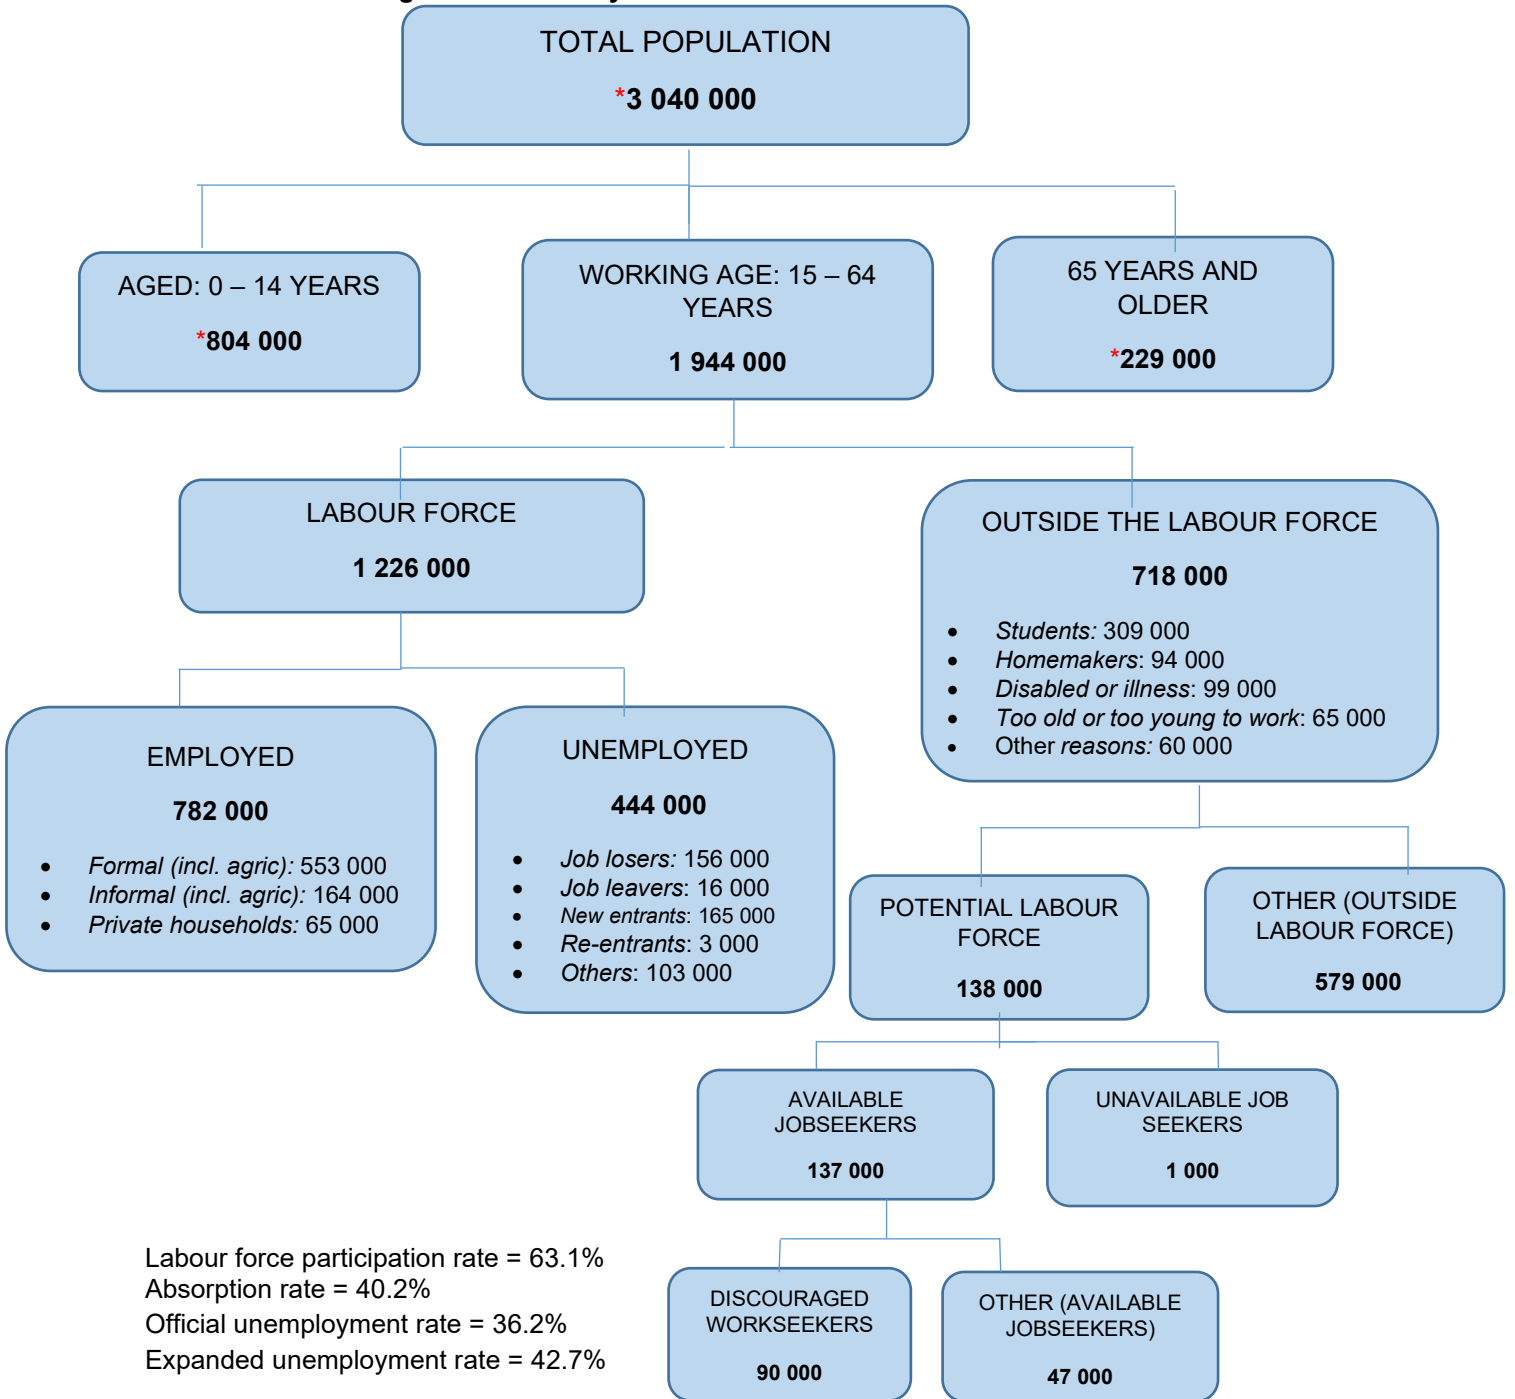 TOTAL POPULATION
*3 040 000
AGED: 0 – 14 YEARS
*804 000
WORKING AGE: 15 – 64
YEARS
1 944 000
65 YEARS AND
OLDER
*229 000
LABOUR FORCE
1 226 000
OUTSIDE THE LABOUR FORCE
718 000
• Students: 309 000
• Homemakers: 94 000
• Disabled or illness: 99 000
• Too old or too young to work: 65 000
• Other reasons: 60 000
EMPLOYED
782 000
• Formal (incl. agric): 553 000
• Informal (incl. agric): 164 000
• Private households: 65 000
UNEMPLOYED
444 000
• Job losers: 156 000
• Job leavers: 16 000
• New entrants: 165 000
• Re-entrants: 3 000
• Others: 103 000
POTENTIAL LABOUR
FORCE
138 000
OTHER (OUTSIDE
LABOUR FORCE)
579 000
AVAILABLE
JOBSEEKERS
137 000
UNAVAILABLE JOB
SEEKERS
1 000
Labour force participation rate = 63.1%
Absorption rate = 40.2%
Official unemployment rate = 36.2%
Expanded unemployment rate = 42.7%
DISCOURAGED
WORKSEEKERS
90 000
OTHER (AVAILABLE
JOBSEEKERS)
47 000